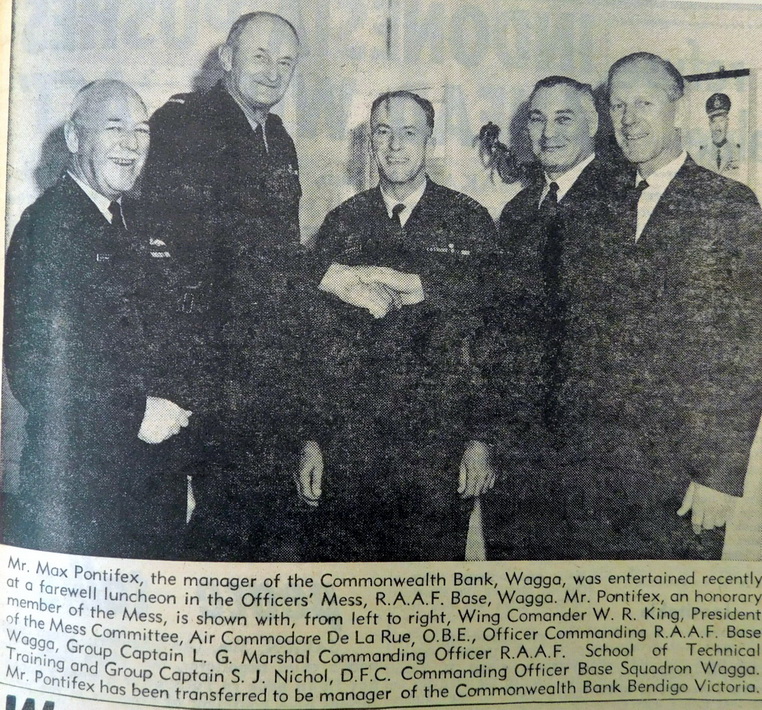 Mr. Max Pontifex, the manager of the Commonwealth Bank, Wagga, was entertained recently
at a farewell luncheon in the Officers' Mess, R.A.A.F. Base, Wagga. Mr. Pontifex, an honorary
member of the Mess, is shown with, from left to right, Wing Comander W. R. King, President
of the Mess Committee, Air Commodore De La Rue, O.B.E., Officer Commanding R.A.A.F. Base
Wagga, Group Captain L. G. Marshal Commanding Officer R.A.A.F. School of Technical
Training and Group Captain S. J. Nichol, D.F.C. Commanding Officer Base Squadron Wagga.
Mr. Pontifex has been transferred to be manager of the Commonwealth Bank Bendigo Victoria.